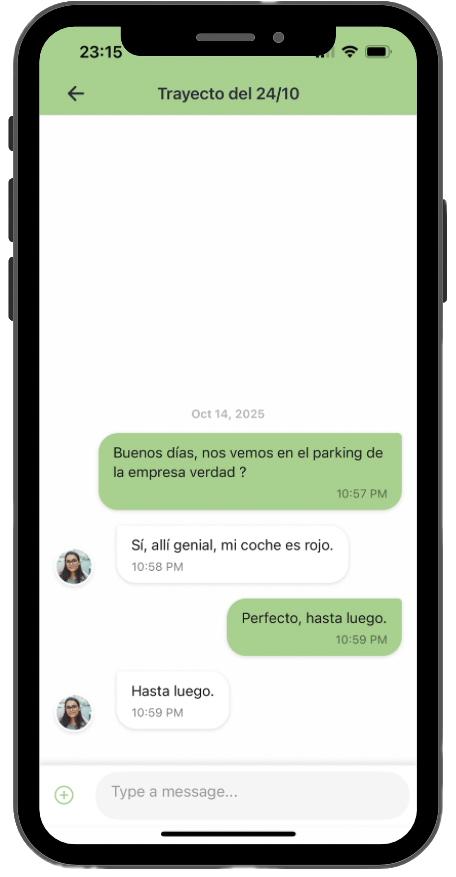 23:15
Trayecto del 24/10
Oct 14, 2025
Buenos días, nos vemos en el parking de
la empresa verdad ?
10:57 PM
Sí, allí genial, mi coche es rojo.
10:58 PM
Perfecto, hasta luego.
10:59 PM
Hasta luego.
10:59 PM
Type a message...